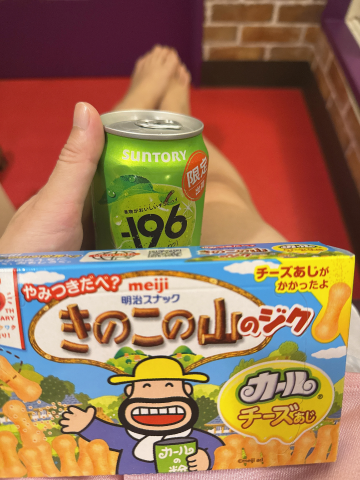 SUNTORY
限定
-196
やみつきだべ?
meiji
明治スナック
チーズあじが
かかったよ
きのこの山のジク
カール
チーズあじ
カールの